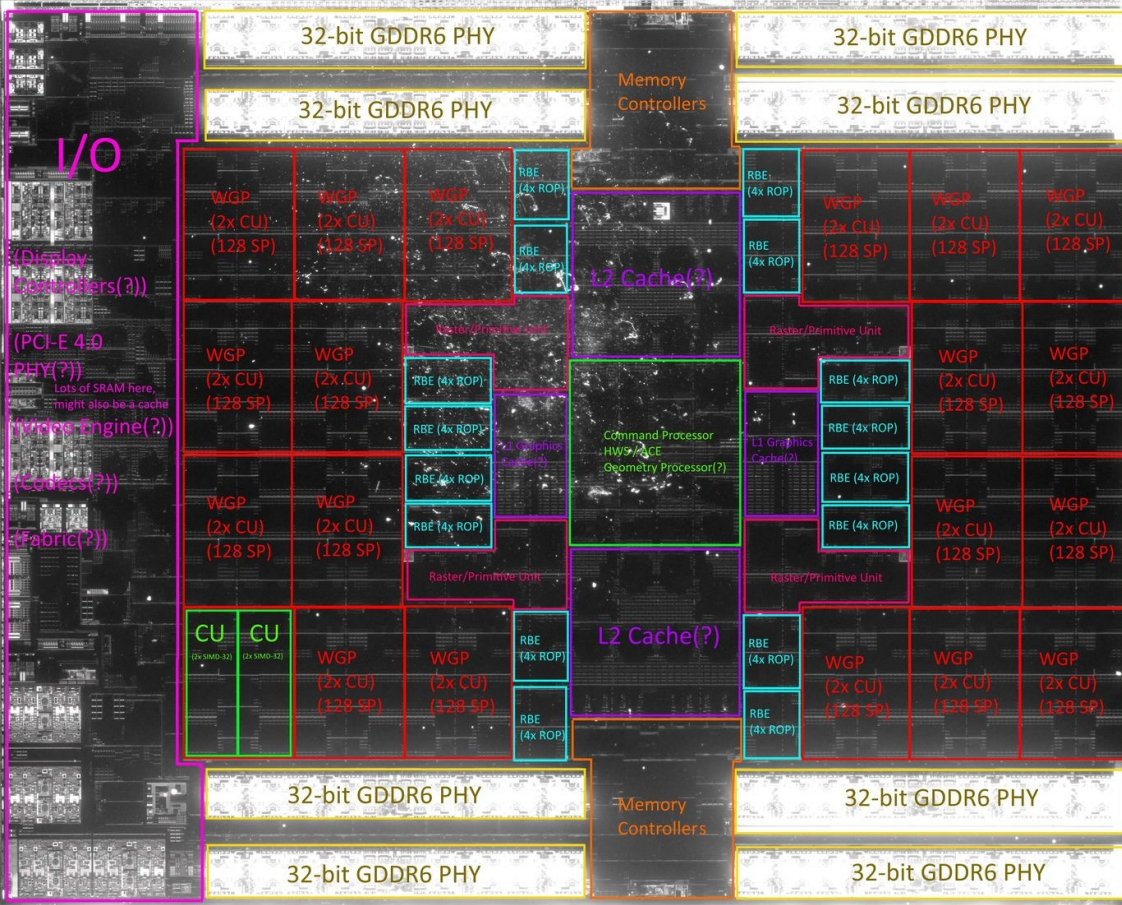 32-bit GDDR6 PHY
32-bit GDDR6 PHY
Memory
Controllers
32-bit GDDR6 PHY
32-bit GDDR6 PHY
I/O
(Display
Controllers(?))
(PCI-E 4.0
PHY(?))
Lots of SRAM here,
might also be a cache
(Video Engine(?))
(Codecs(?))
(Fabric(?))
WGP
(2x CU)
(128 SP)
WGP
(2x CU)
(128 SP)
WGP
(2x CU)
(128 SP)
RBE
(4x ROP)
RBE
(4x ROP)
L2 Cache(?)
RBE
(4x ROP)
RBE
(4x ROP)
WGP
(2x CU)
(128 SP)
WGP
(2x CU)
(128 SP)
WGP
(2x CU)
(128 SP)
Raster/Primitive Unit
Raster/Primitive Unit
WGP
(2x CU)
(128 SP)
WGP
(2x CU)
(128 SP)
RBE (4x ROP)
RBE (4x ROP)
RBE (4x ROP)
RBE (4x ROP)
L1 Graphics
Cache(?)
Command Processor
HWS / ACE
Geometry Processor(?)
L1 Graphics
Cache(?)
RBE (4x ROP)
RBE (4x ROP)
RBE (4x ROP)
RBE (4x ROP)
WGP
(2x CU)
(128 SP)
WGP
(2x CU)
(128 SP)
WGP
(2x CU)
(128 SP)
WGP
(2x CU)
(128 SP)
WGP
(2x CU)
(128 SP)
WGP
(2x CU)
(128 SP)
Raster/Primitive Unit
Raster/Primitive Unit
CU
(2x SIMD-32)
CU
(2x SIMD-32)
WGP
(2x CU)
(128 SP)
WGP
(2x CU)
(128 SP)
RBE
(4x ROP)
RBE
(4x ROP)
L2 Cache(?)
RBE
(4x ROP)
RBE
(4x ROP)
WGP
(2x CU)
(128 SP)
WGP
(2x CU)
(128 SP)
WGP
(2x CU)
(128 SP)
32-bit GDDR6 PHY
32-bit GDDR6 PHY
Memory
Controllers
32-bit GDDR6 PHY
32-bit GDDR6 PHY